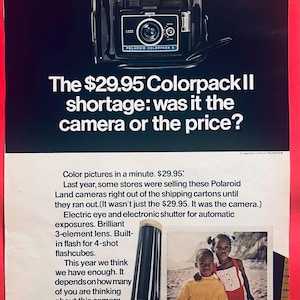 POLAROID COLORPACK II
The $29.95* Colorpack II
shortage: was it the
camera or the price?
Color pictures in a minute. $29.95.*
Last year, some stores were selling these Polaroid
Land cameras right out of the shipping cartons until
they ran out. (It wasn't just the $29.95. It was the camera.)
Electric eye and electronic shutter for automatic
exposures. Brilliant
3-element lens. Built-
in flash for 4-shot
flashcubes.
This year we think
we have enough. It
depends on how many
of you are thinking
about this camera